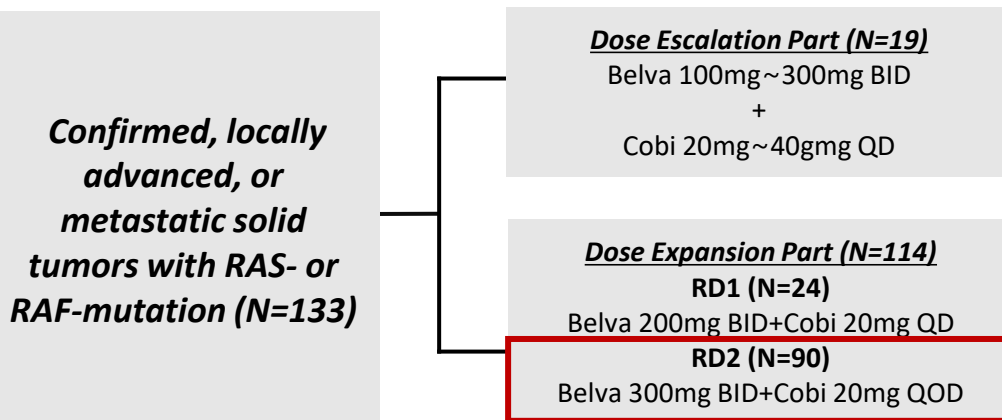 Confirmed, locally
advanced, or
metastatic solid
tumors with RAS- or
RAF-mutation (N=133)
Dose Escalation Part (N=19)
Belva 100mg~300mg BID
+
Cobi 20mg~40gmg QD
Dose Expansion Part (N=114)
RD1 (N=24)
Belva 200mg BID+Cobi 20mg QD
RD2 (N=90)
Belva 300mg BID+Cobi 20mg QOD